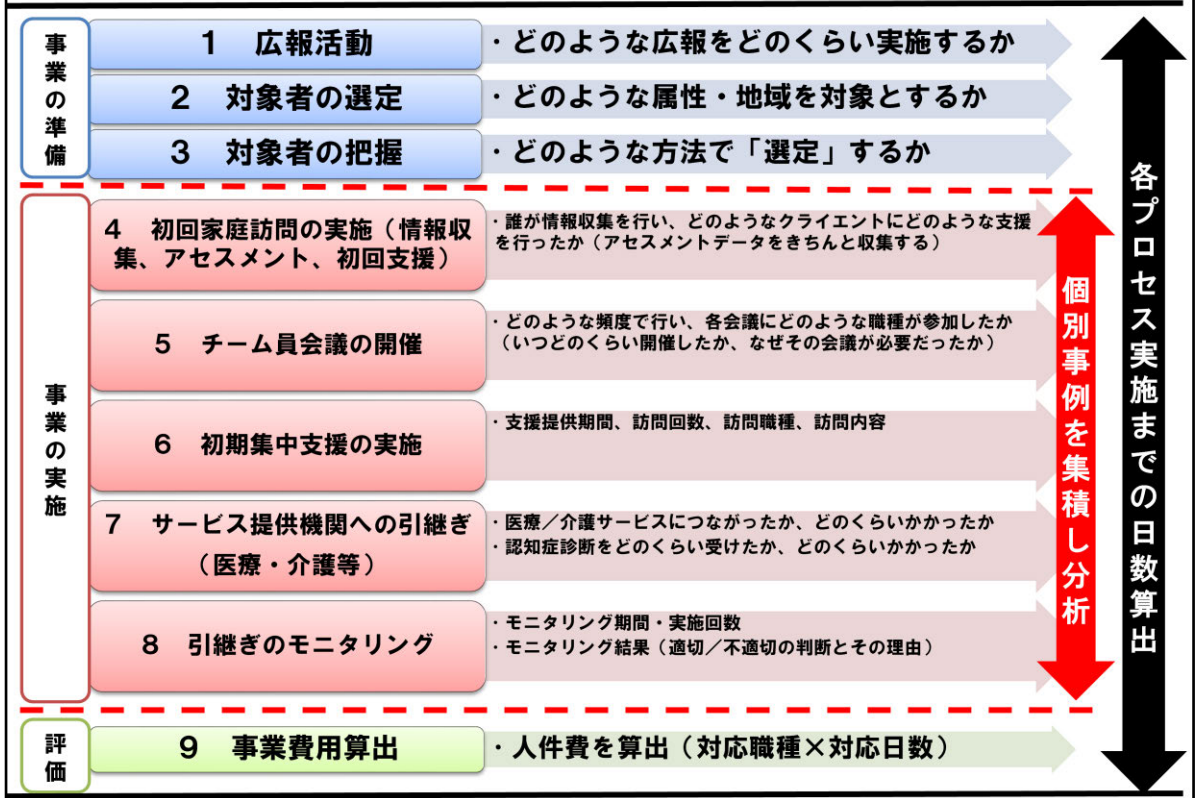 事業の準備
1 広報活動
・どのような広報をどのくらい実施するか
2 対象者の選定
・どのような属性・地域を対象とするか
3 対象者の把握
・どのような方法で「選定」するか
事業の実施
4 初回家庭訪問の実施（情報収
集、アセスメント、初回支援）
・誰が情報収集を行い、どのようなクライエントにどのような支援
を行ったか（アセスメントデータをきちんと収集する）
5 チーム員会議の開催
・どのような頻度で行い、各会議にどのような職種が参加したか
（いつどのくらい開催したか、なぜその会議が必要だったか）
6 初期集中支援の実施
・支援提供期間、訪問回数、訪問職種、訪問内容
7 サービス提供機関への引継ぎ
（医療・介護等）
・医療／介護サービスにつながったか、どのくらいかかったか
・認知症診断をどのくらい受けたか、どのくらいかかったか
8 引継ぎのモニタリング
・モニタリング期間・実施回数
・モニタリング結果（適切／不適切の判断とその理由）
評価
9 事業費用算出
・人件費を算出（対応職種×対応日数）
個別事例を集積し分析
各プロセス実施までの日数算出